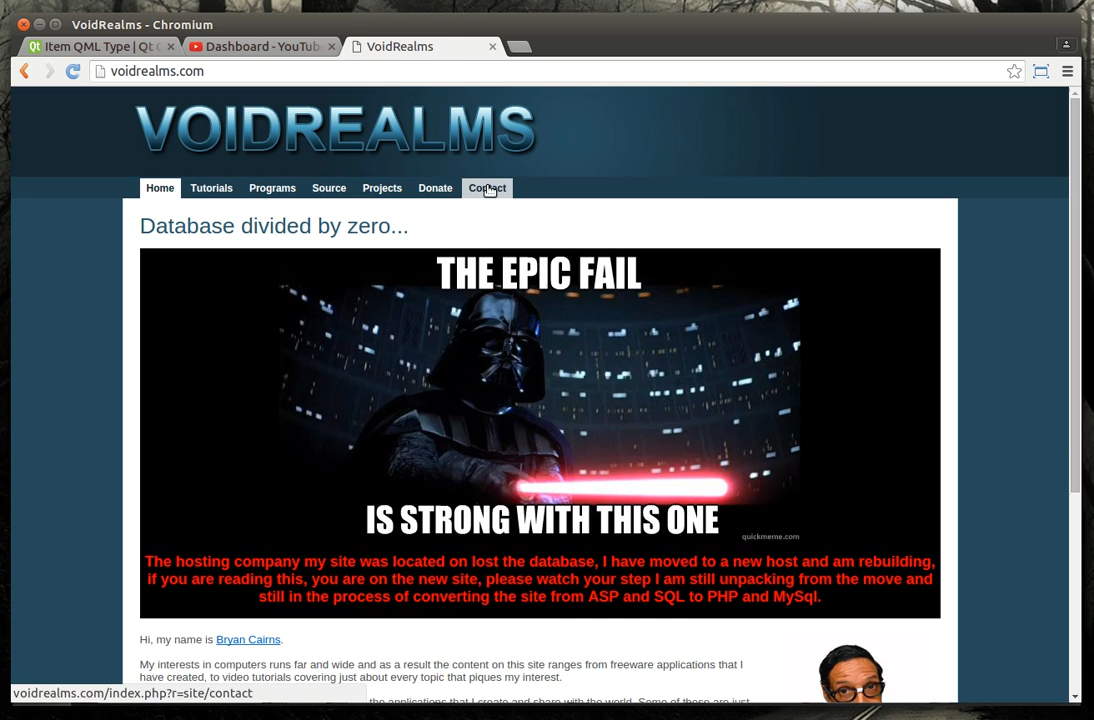 VoidRealms - Chromium
Item QML Type | Qt
Dashboard - YouTub
VoidRealms
voidrealms.com
VOIDREALMS
Home Tutorials Programs Source Projects Donate Contact
Database divided by zero...
THE EPIC FAIL
IS STRONG WITH THIS ONE
quickmeme.com
The hosting company my site was located on lost the database, I have moved to a new host and am rebuilding,
if you are reading this, you are on the new site, please watch your step I am still unpacking from the move and
still in the process of converting the site from ASP and SQL to PHP and MySql.
Hi, my name is Bryan Cairns.
My interests in computers runs far and wide and as a result the content on this site ranges from freeware applications that I
have created, to video tutorials covering just about every topic that piques my interest.
the applications that I create and share with the world. Some of these are just
voidrealms.com/index.php?r=site/contact